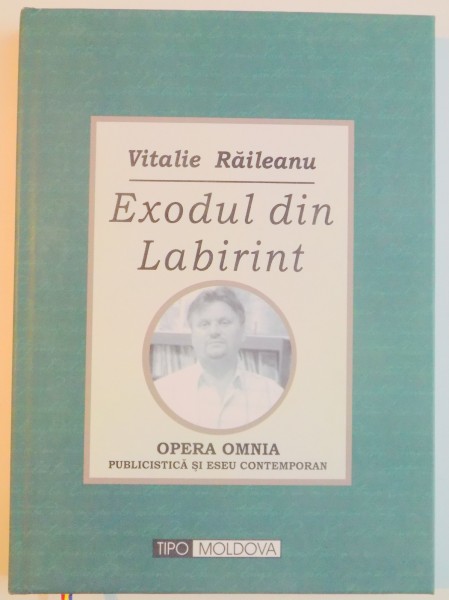 Vitalie Răileanu
Exodul din
Labirint
OPERA OMNIA
PUBLICISTICĂ ȘI ESEU CONTEMPORAN
TIPO MOLDOVA